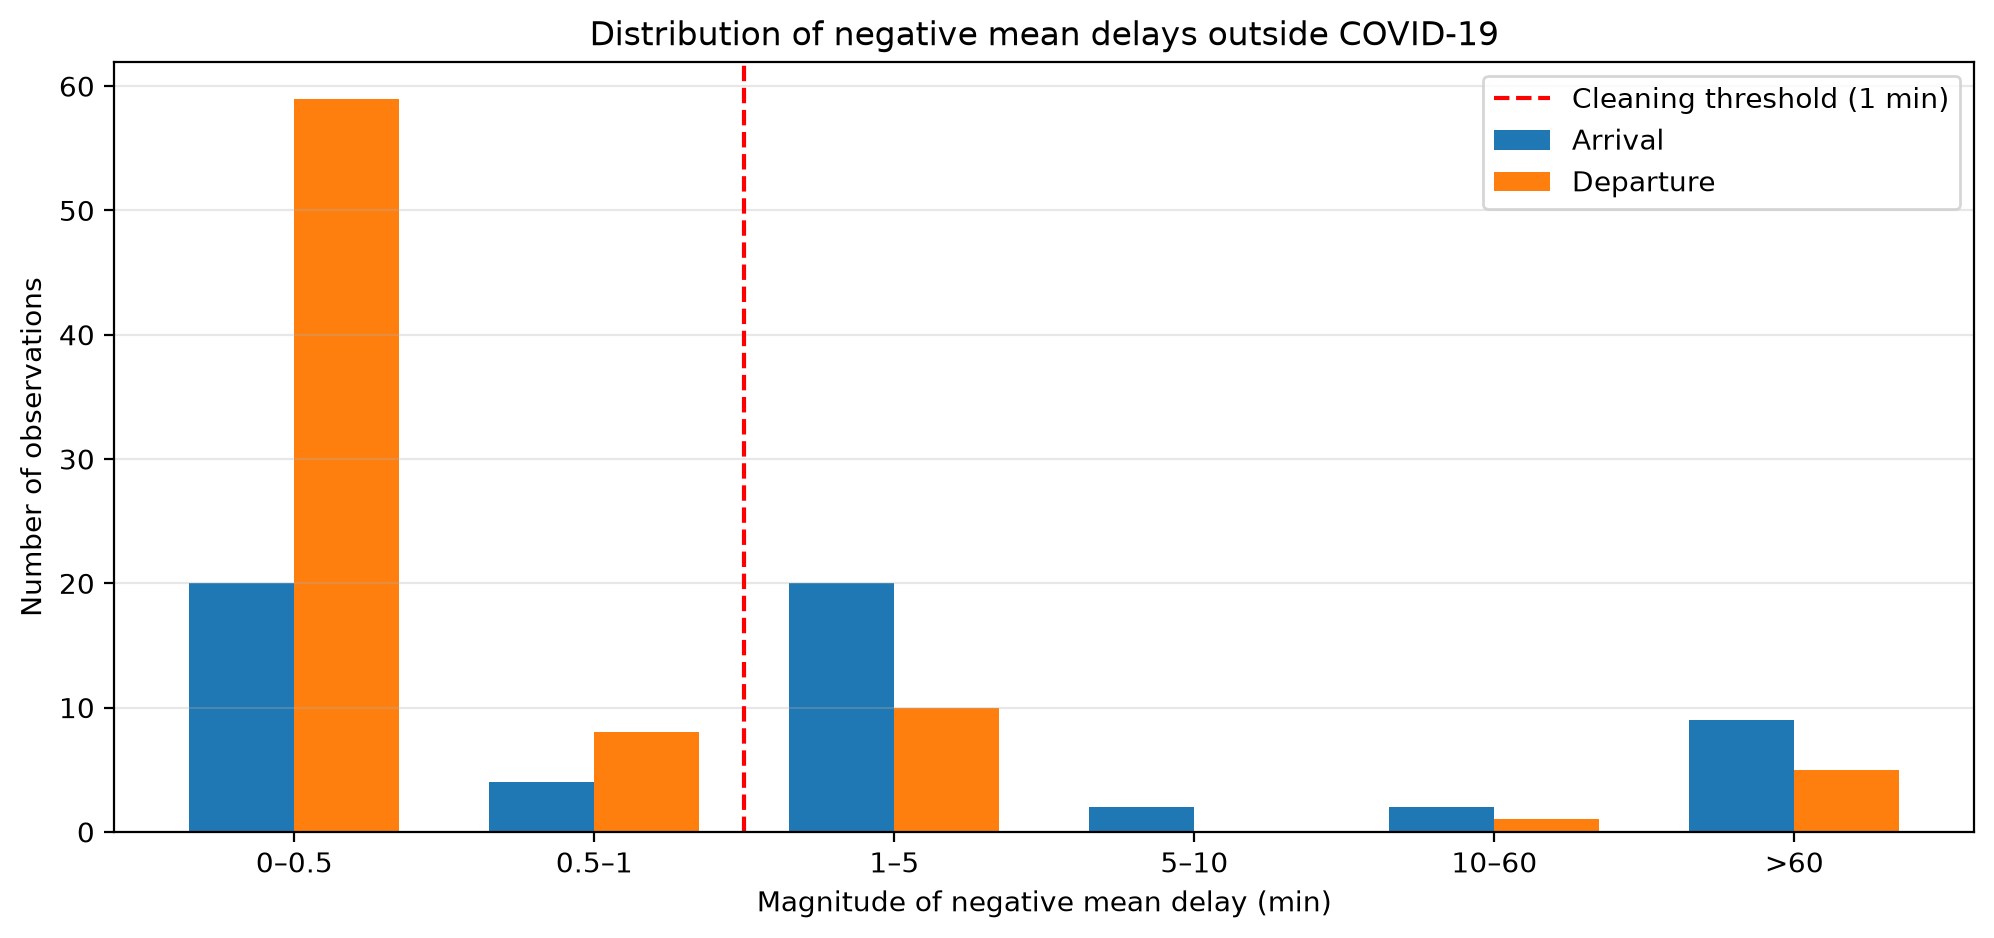 Distribution of negative mean delays outside COVID-19
Cleaning threshold (1 min)
Arrival
Departure
Number of observations
60
50
40
30
20
10
0
0–0.5
0.5–1
1–5
5–10
10–60
>60
Magnitude of negative mean delay (min)